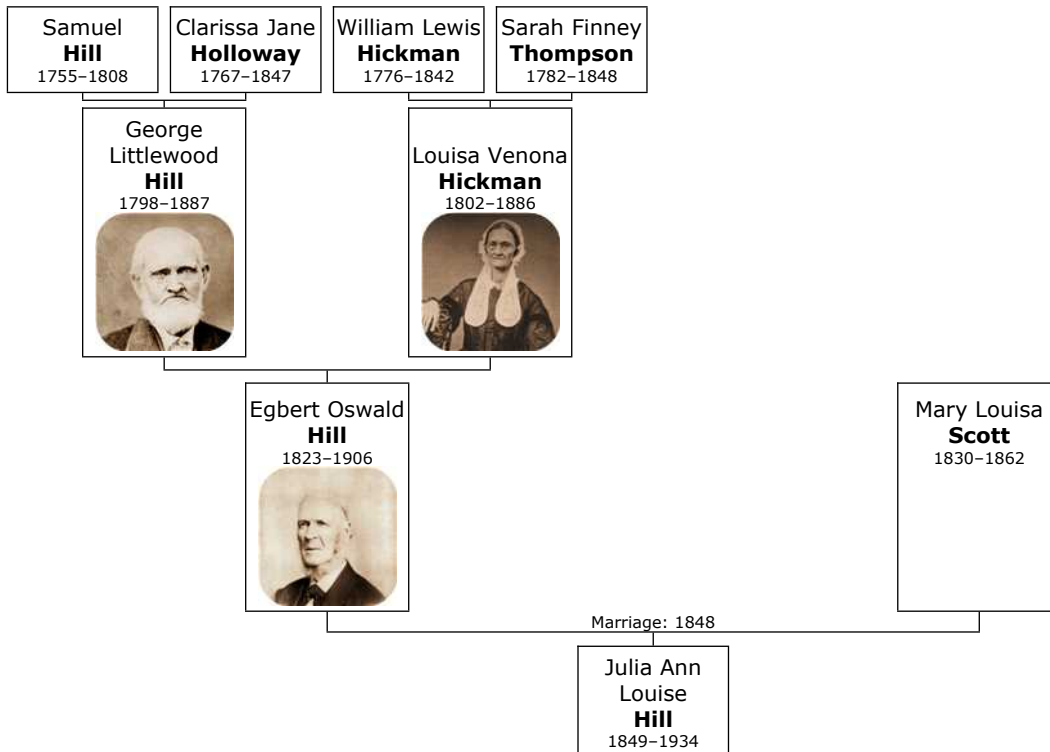 Samuel
Hill
1755–1808
Clarissa Jane
Holloway
1767–1847
William Lewis
Hickman
1776–1842
Sarah Finney
Thompson
1782–1848
George
Littlewood
Hill
1798–1887
Louisa Venona
Hickman
1802–1886
Egbert Oswald
Hill
1823–1906
Mary Louisa
Scott
1830–1862
Marriage: 1848
Julia Ann
Louise
Hill
1849–1934